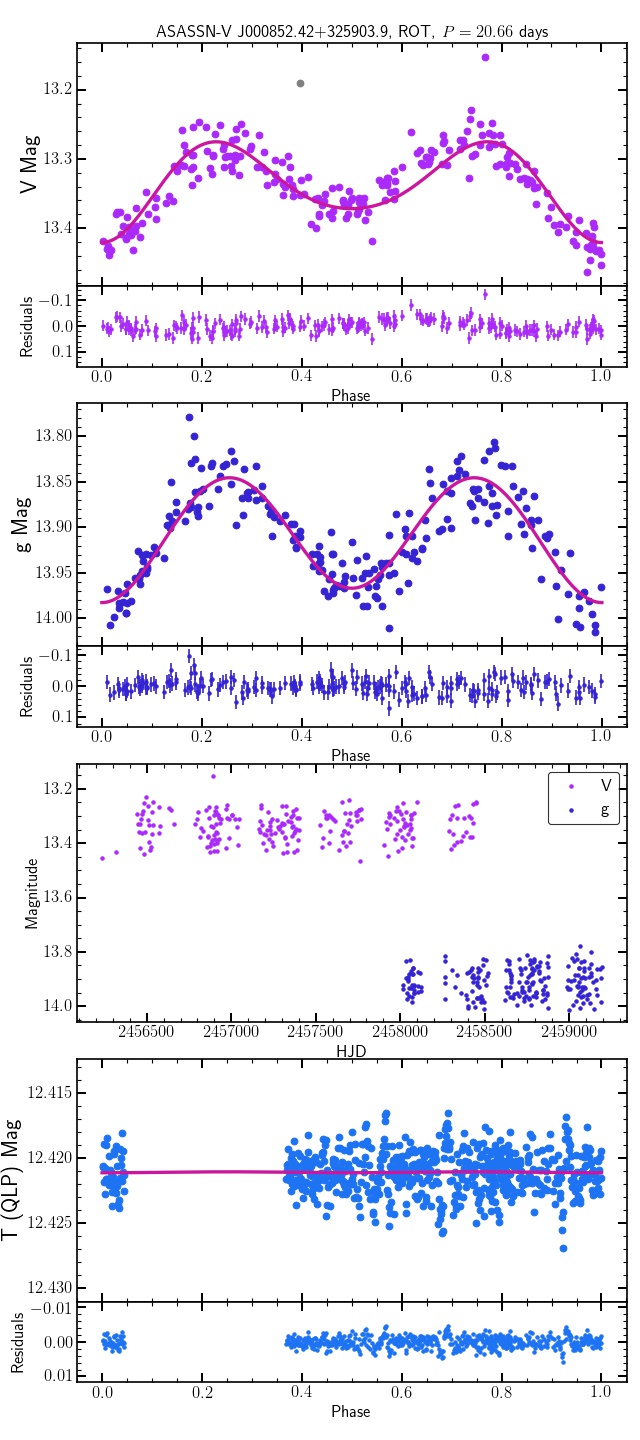 ASASSN-V J000852.42+325903.9, ROT, P = 20.66 days
V Mag
13.2
13.3
13.4
Residuals
−0.1
0.0
0.1
0.0 0.2 0.4 0.6 0.8 1.0
Phase
g Mag
13.80
13.85
13.90
13.95
14.00
Residuals
−0.1
0.0
0.1
0.0 0.2 0.4 0.6 0.8 1.0
Phase
Magnitude
13.2
13.4
13.6
13.8
14.0
V
g
2456500 2457000 2457500 2458000 2458500 2459000
HJD
T (QLP) Mag
12.415
12.420
12.425
12.430
Residuals
−0.01
0.00
0.01
0.0 0.2 0.4 0.6 0.8 1.0
Phase